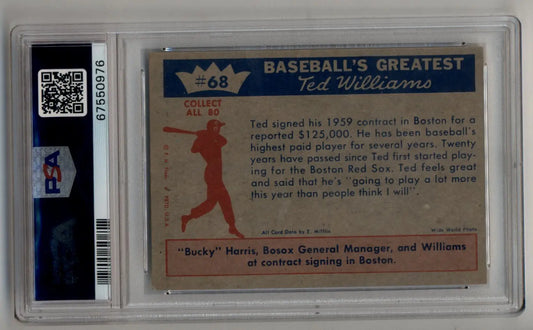 67550976
PSA
#68
BASEBALL'S GREATEST
Ted Williams
COLLECT
ALL 80
Ted signed his 1959 contract in Boston for
a reported $125,000. He has been baseball's
highest paid player for several years. Twenty
years have passed since Ted first started play-
ing for the Boston Red Sox. Ted feels great
and said that he's "going to play a lot more
this year than people think I will".
All Card Data by E. Mifflin
Wide World Photo
"Bucky" Harris, Bosox General Manager, and Williams
at contract signing in Boston.